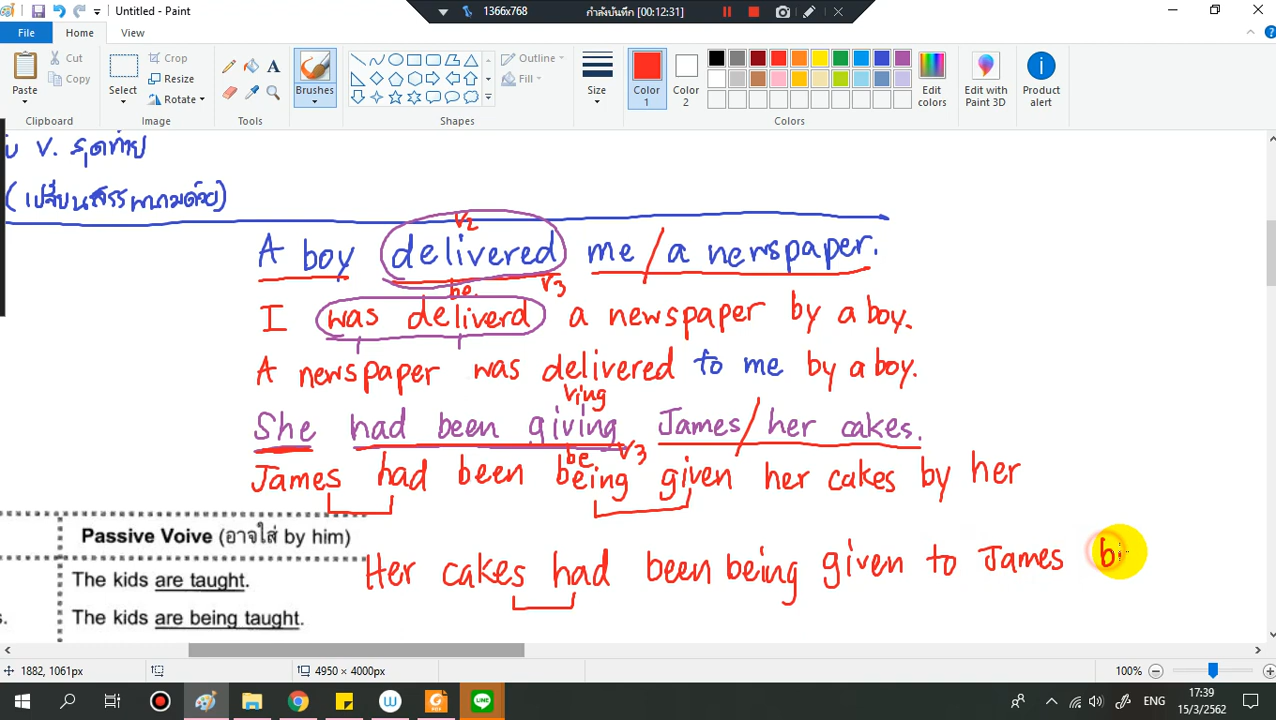 Untitled - Paint
1366x768
กำลังบันทึก [00:12:31]
File
Home
View
Paste
Cut
Copy
Clipboard
Select
Crop
Resize
Rotate
Image
Tools
Brushes
Shapes
Outline
Fill
Size
Color 1
Color 2
Colors
Edit colors
Edit with Paint 3D
Product alert
v.
(เปลี่ยนสรรพนามด้วย)
v2
A boy delivered me / a newspaper.
be v3
I was deliverd a newspaper by a boy.
A newspaper was delivered to me by a boy.
ving
She had been giving James / her cakes.
be v3
James had been being given her cakes by her
Passive Voive (อาจใส่ by him)
The kids are taught.
s.
The kids are being taught.
Her cakes had been being given to James b
1882, 1061px
4950 × 4000px
100%
ENG
17:39
15/3/2562